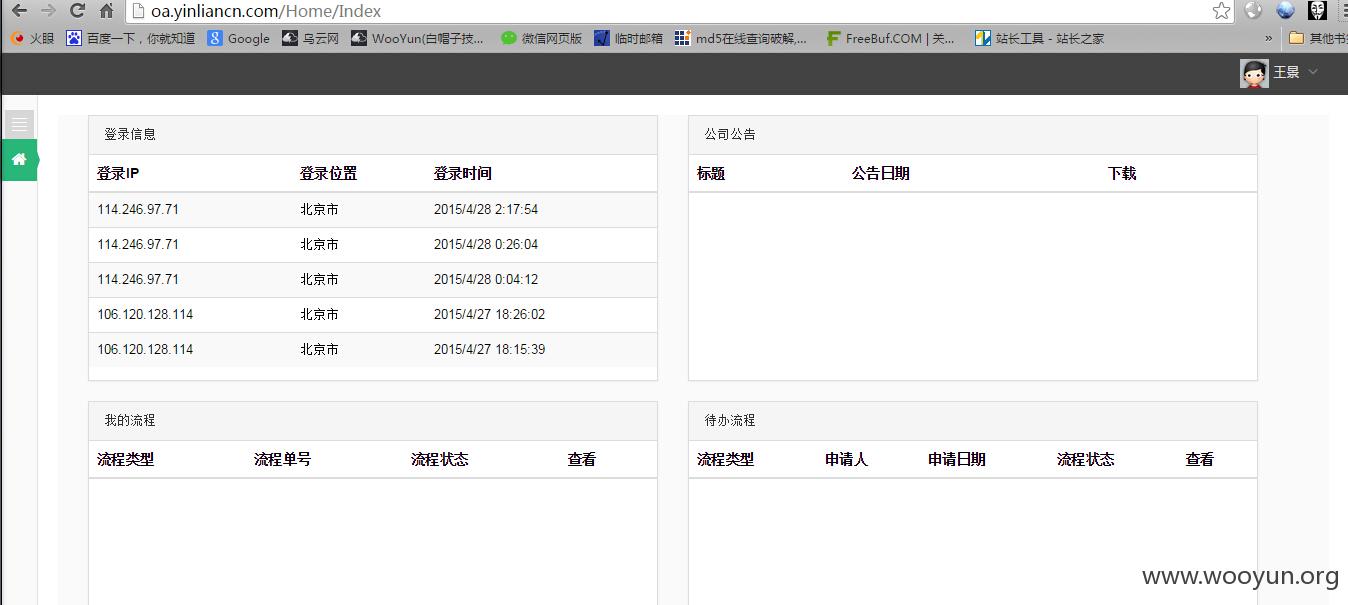 oa.yinliancn.com/Home/Index
火眼 百度一下，你就知道 Google 乌云网 WooYun(白帽子技... 微信网页版 临时邮箱 md5在线查询破解,... FreeBuf.COM | 关... 站长工具 - 站长之家 » 其他书签
王景
登录信息 公司公告
登录IP 登录位置 登录时间 标题 公告日期 下载
114.246.97.71 北京市 2015/4/28 2:17:54
114.246.97.71 北京市 2015/4/28 0:26:04
114.246.97.71 北京市 2015/4/28 0:04:12
106.120.128.114 北京市 2015/4/27 18:26:02
106.120.128.114 北京市 2015/4/27 18:15:39
我的流程 待办流程
流程类型 流程单号 流程状态 查看 流程类型 申请人 申请日期 流程状态 查看
www.wooyun.org